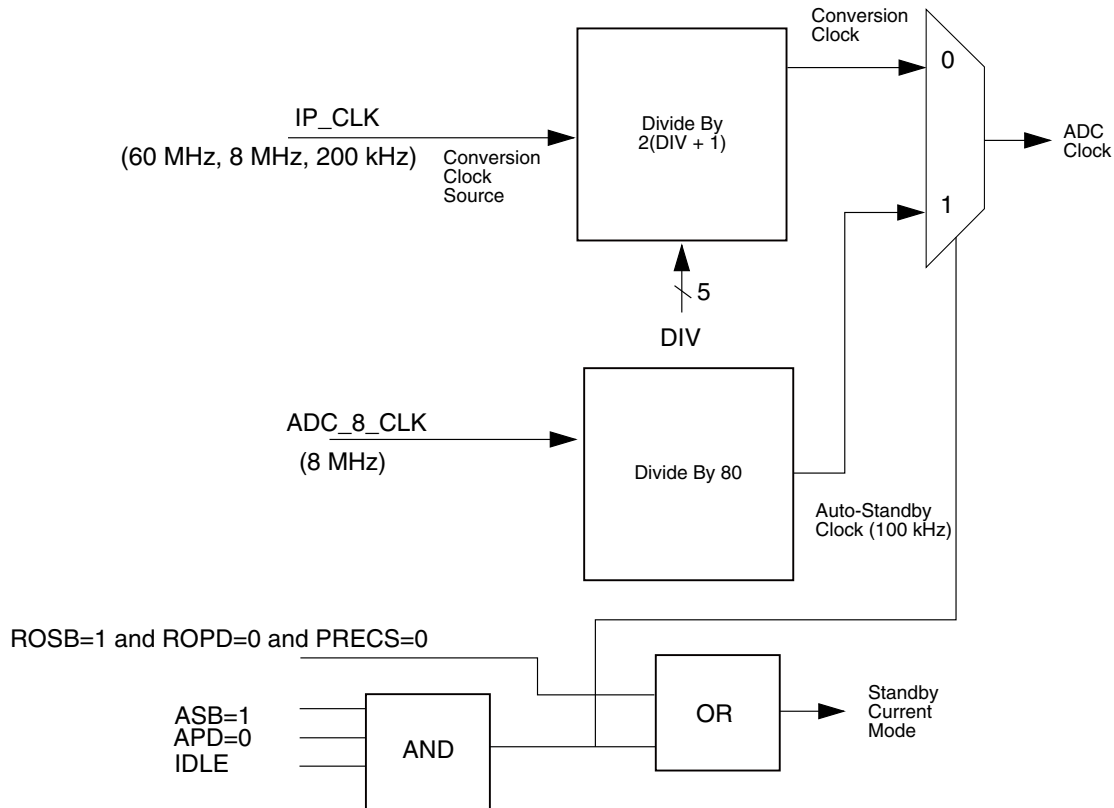 Conversion
Clock
0
IP_CLK
(60 MHz, 8 MHz, 200 kHz)
Conversion
Clock
Source
Divide By
2(DIV + 1)
ADC
Clock
1
5
DIV
ADC_8_CLK
(8 MHz)
Divide By 80
Auto-Standby
Clock (100 kHz)
ROSB=1 and ROPD=0 and PRECS=0
ASB=1
APD=0
IDLE
AND
OR
Standby
Current
Mode